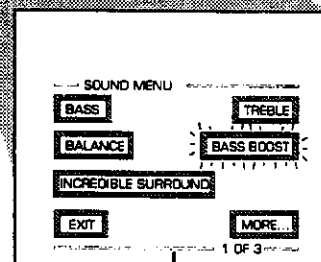 SOUND MENU
BASS TREBLE
BALANCE BASS BOOST
INCREDIBLE SURROUND
EXIT MORE...
1 OF 3